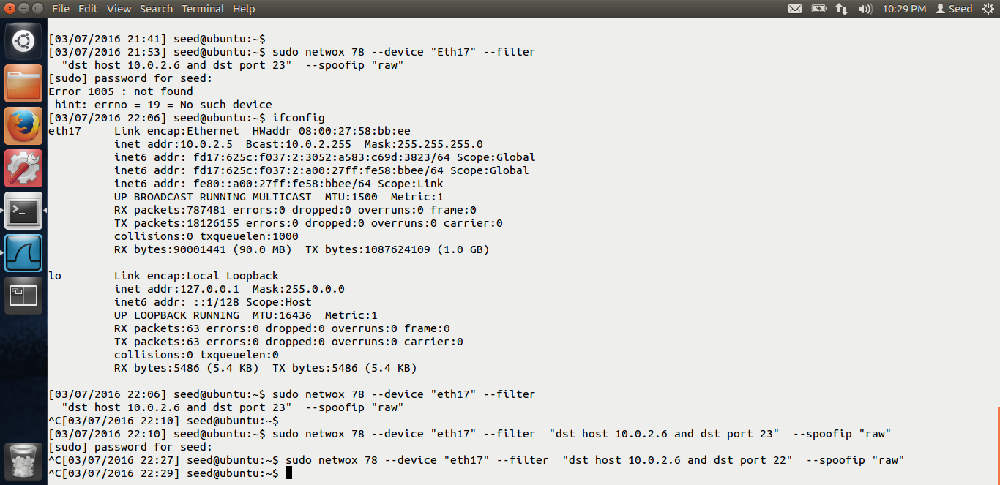 File Edit View Search Terminal Help
10:29 PM Seed
[03/07/2016 21:41] seed@ubuntu:~$
[03/07/2016 21:53] seed@ubuntu:~$ sudo netwox 78 --device "Eth17" --filter
  "dst host 10.0.2.6 and dst port 23"  --spoofip "raw"
[sudo] password for seed:
Error 1005 : not found
 hint: errno = 19 = No such device
[03/07/2016 22:06] seed@ubuntu:~$ ifconfig
eth17     Link encap:Ethernet  HWaddr 08:00:27:58:bb:ee
          inet addr:10.0.2.5  Bcast:10.0.2.255  Mask:255.255.255.0
          inet6 addr: fd17:625c:f037:2:3052:a583:c69d:3823/64 Scope:Global
          inet6 addr: fd17:625c:f037:2:a00:27ff:fe58:bbee/64 Scope:Global
          inet6 addr: fe80::a00:27ff:fe58:bbee/64 Scope:Link
          UP BROADCAST RUNNING MULTICAST  MTU:1500  Metric:1
          RX packets:787481 errors:0 dropped:0 overruns:0 frame:0
          TX packets:18126155 errors:0 dropped:0 overruns:0 carrier:0
          collisions:0 txqueuelen:1000
          RX bytes:90001441 (90.0 MB)  TX bytes:1087624109 (1.0 GB)
lo        Link encap:Local Loopback
          inet addr:127.0.0.1  Mask:255.0.0.0
          inet6 addr: ::1/128 Scope:Host
          UP LOOPBACK RUNNING  MTU:16436  Metric:1
          RX packets:63 errors:0 dropped:0 overruns:0 frame:0
          TX packets:63 errors:0 dropped:0 overruns:0 carrier:0
          collisions:0 txqueuelen:0
          RX bytes:5486 (5.4 KB)  TX bytes:5486 (5.4 KB)
[03/07/2016 22:06] seed@ubuntu:~$ sudo netwox 78 --device "eth17" --filter
  "dst host 10.0.2.6 and dst port 23"  --spoofip "raw"
^C[03/07/2016 22:10] seed@ubuntu:~$
[03/07/2016 22:10] seed@ubuntu:~$ sudo netwox 78 --device "eth17" --filter  "dst host 10.0.2.6 and dst port 23"  --spoofip "raw"
[sudo] password for seed:
^C[03/07/2016 22:27] seed@ubuntu:~$ sudo netwox 78 --device "eth17" --filter  "dst host 10.0.2.6 and dst port 22"  --spoofip "raw"
^C[03/07/2016 22:29] seed@ubuntu:~$